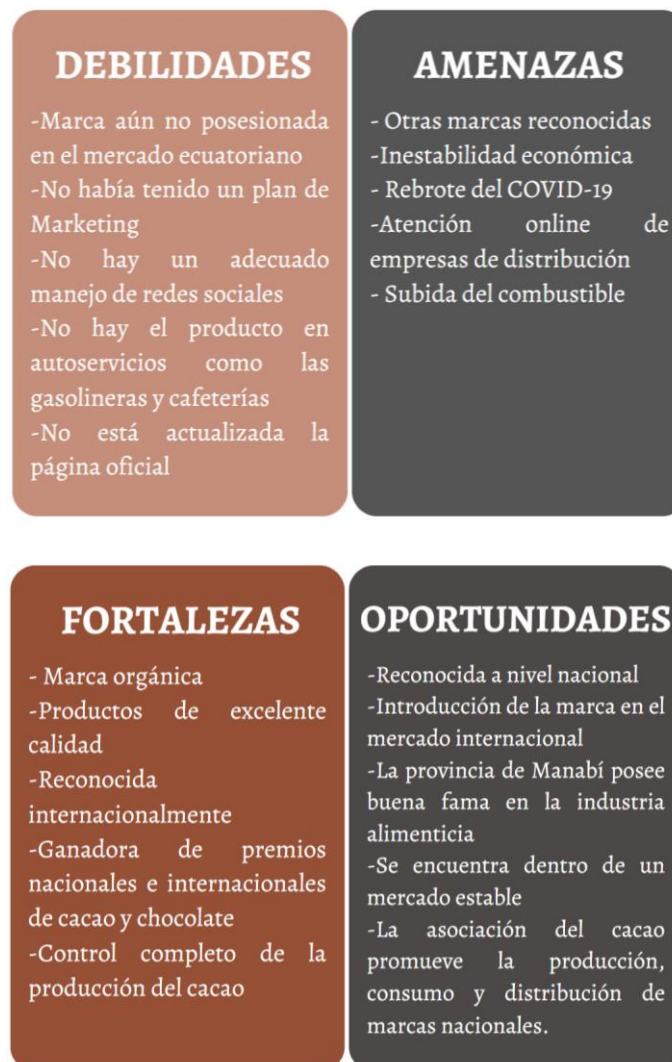 DEBILIDADES
-Marca aún no posesionada
en el mercado ecuatoriano
-No había tenido un plan de
Marketing
-No hay un adecuado
manejo de redes sociales
-No hay el producto en
autoservicios como las
gasolineras y cafeterías
-No está actualizada la
página oficial
AMENAZAS
- Otras marcas reconocidas
-Inestabilidad económica
- Rebrote del COVID-19
-Atención online de
empresas de distribución
- Subida del combustible
FORTALEZAS
- Marca orgánica
-Productos de excelente
calidad
-Reconocida
internacionalmente
-Ganadora de premios
nacionales e internacionales
de cacao y chocolate
-Control completo de la
producción del cacao
OPORTUNIDADES
-Reconocida a nivel nacional
-Introducción de la marca en el
mercado internacional
-La provincia de Manabí posee
buena fama en la industria
alimenticia
-Se encuentra dentro de un
mercado estable
-La asociación del cacao
promueve la producción,
consumo y distribución de
marcas nacionales.